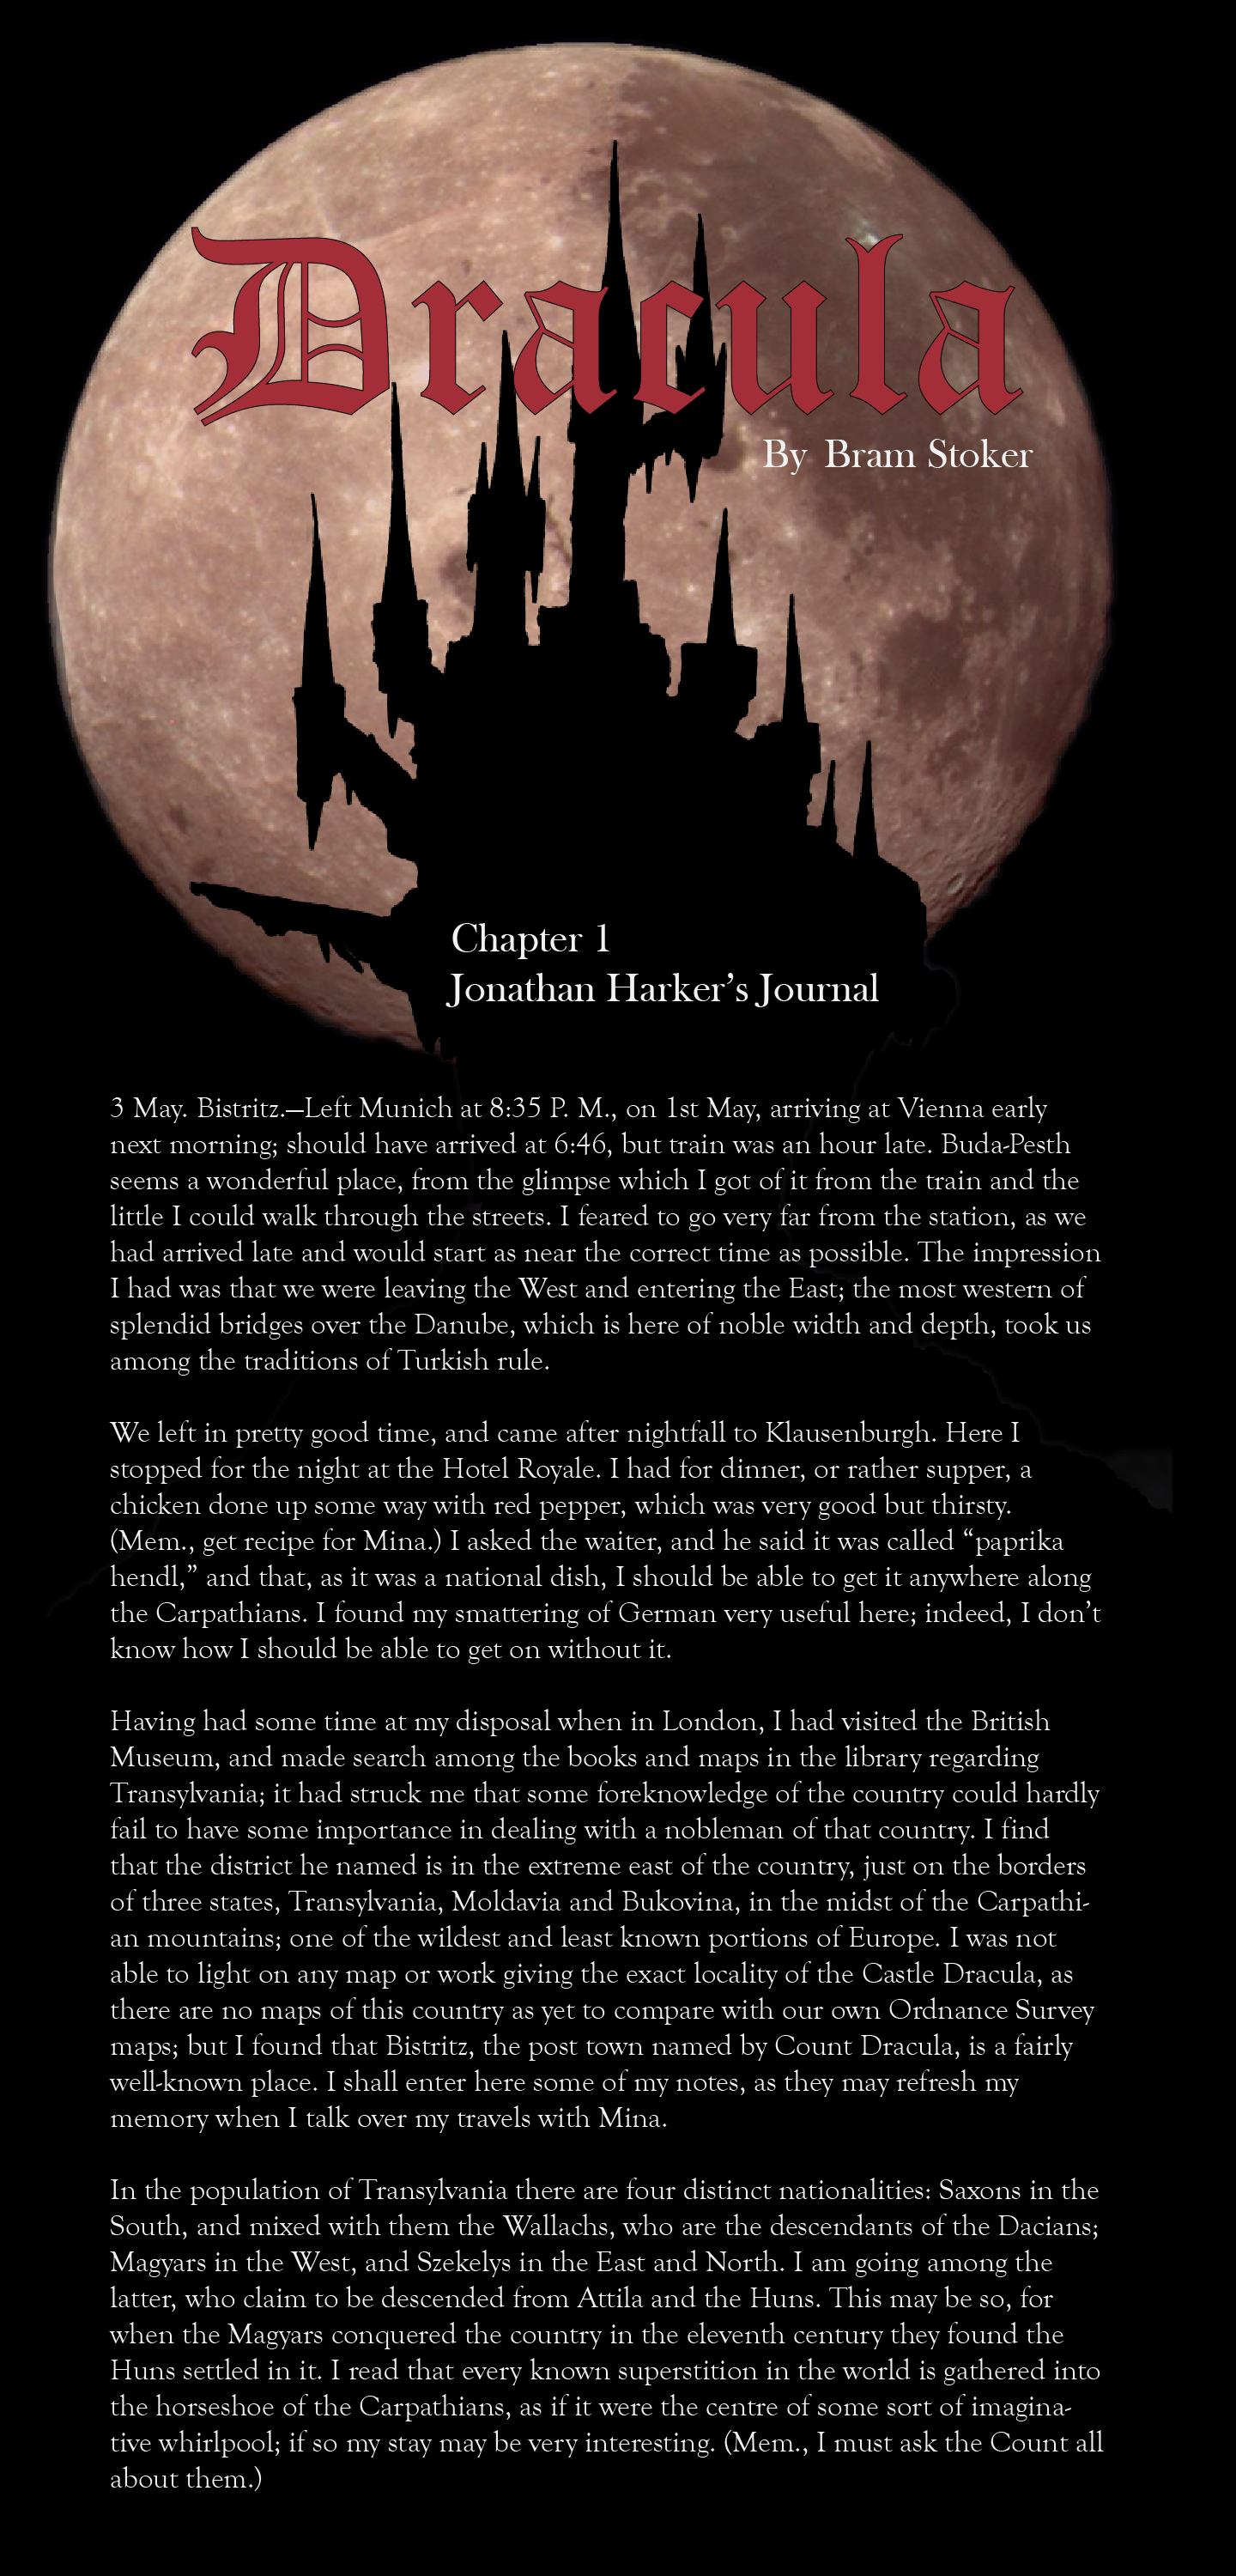 Dracula
By Bram Stoker
Chapter 1
Jonathan Harker’s Journal
3 May. Bistritz.—Left Munich at 8:35 P. M., on 1st May, arriving at Vienna early
next morning; should have arrived at 6:46, but train was an hour late. Buda-Pesth
seems a wonderful place, from the glimpse which I got of it from the train and the
little I could walk through the streets. I feared to go very far from the station, as we
had arrived late and would start as near the correct time as possible. The impression
I had was that we were leaving the West and entering the East; the most western of
splendid bridges over the Danube, which is here of noble width and depth, took us
among the traditions of Turkish rule.
We left in pretty good time, and came after nightfall to Klausenburgh. Here I
stopped for the night at the Hotel Royale. I had for dinner, or rather supper, a
chicken done up some way with red pepper, which was very good but thirsty.
(Mem., get recipe for Mina.) I asked the waiter, and he said it was called “paprika
hendl,” and that, as it was a national dish, I should be able to get it anywhere along
the Carpathians. I found my smattering of German very useful here; indeed, I don’t
know how I should be able to get on without it.
Having had some time at my disposal when in London, I had visited the British
Museum, and made search among the books and maps in the library regarding
Transylvania; it had struck me that some foreknowledge of the country could hardly
fail to have some importance in dealing with a nobleman of that country. I find
that the district he named is in the extreme east of the country, just on the borders
of three states, Transylvania, Moldavia and Bukovina, in the midst of the Carpathi-
an mountains; one of the wildest and least known portions of Europe. I was not
able to light on any map or work giving the exact locality of the Castle Dracula, as
there are no maps of this country as yet to compare with our own Ordnance Survey
maps; but I found that Bistritz, the post town named by Count Dracula, is a fairly
well-known place. I shall enter here some of my notes, as they may refresh my
memory when I talk over my travels with Mina.
In the population of Transylvania there are four distinct nationalities: Saxons in the
South, and mixed with them the Wallachs, who are the descendants of the Dacians;
Magyars in the West, and Szekelys in the East and North. I am going among the
latter, who claim to be descended from Attila and the Huns. This may be so, for
when the Magyars conquered the country in the eleventh century they found the
Huns settled in it. I read that every known superstition in the world is gathered into
the horseshoe of the Carpathians, as if it were the centre of some sort of imagina-
tive whirlpool; if so my stay may be very interesting. (Mem., I must ask the Count all
about them.)